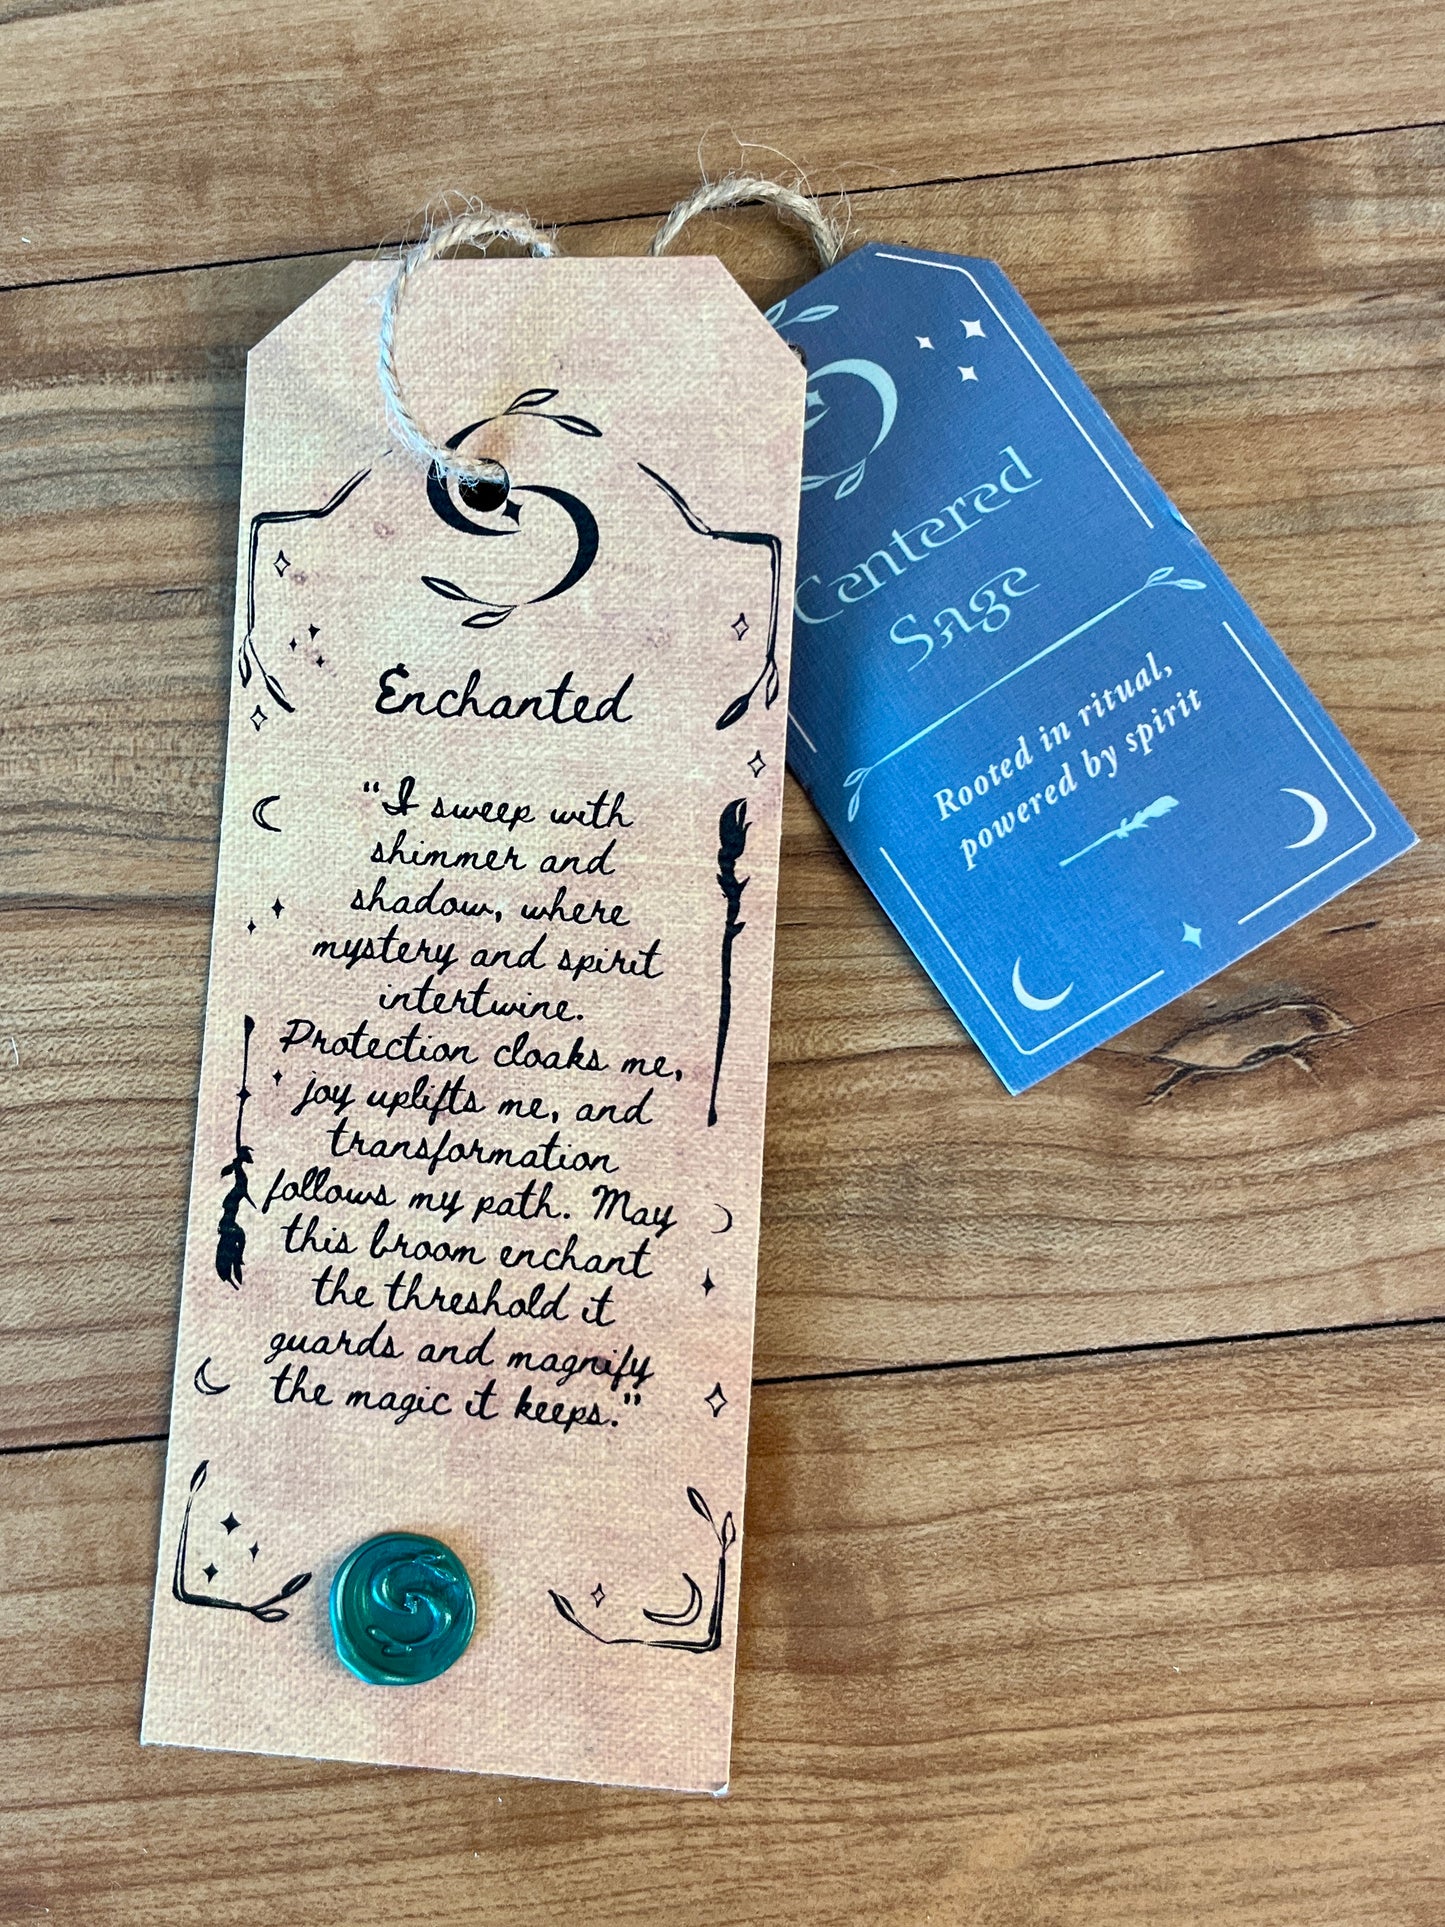 Enchanted
"I sweep with
shimmer and
shadow, where
mystery and spirit
intertwine.
Protection cloaks me,
joy uplifts me, and
transformation
follows my path. May
this broom enchant
the threshold it
guards and magnify
the magic it keeps."
Centered
Sage
Rooted in ritual,
powered by spirit